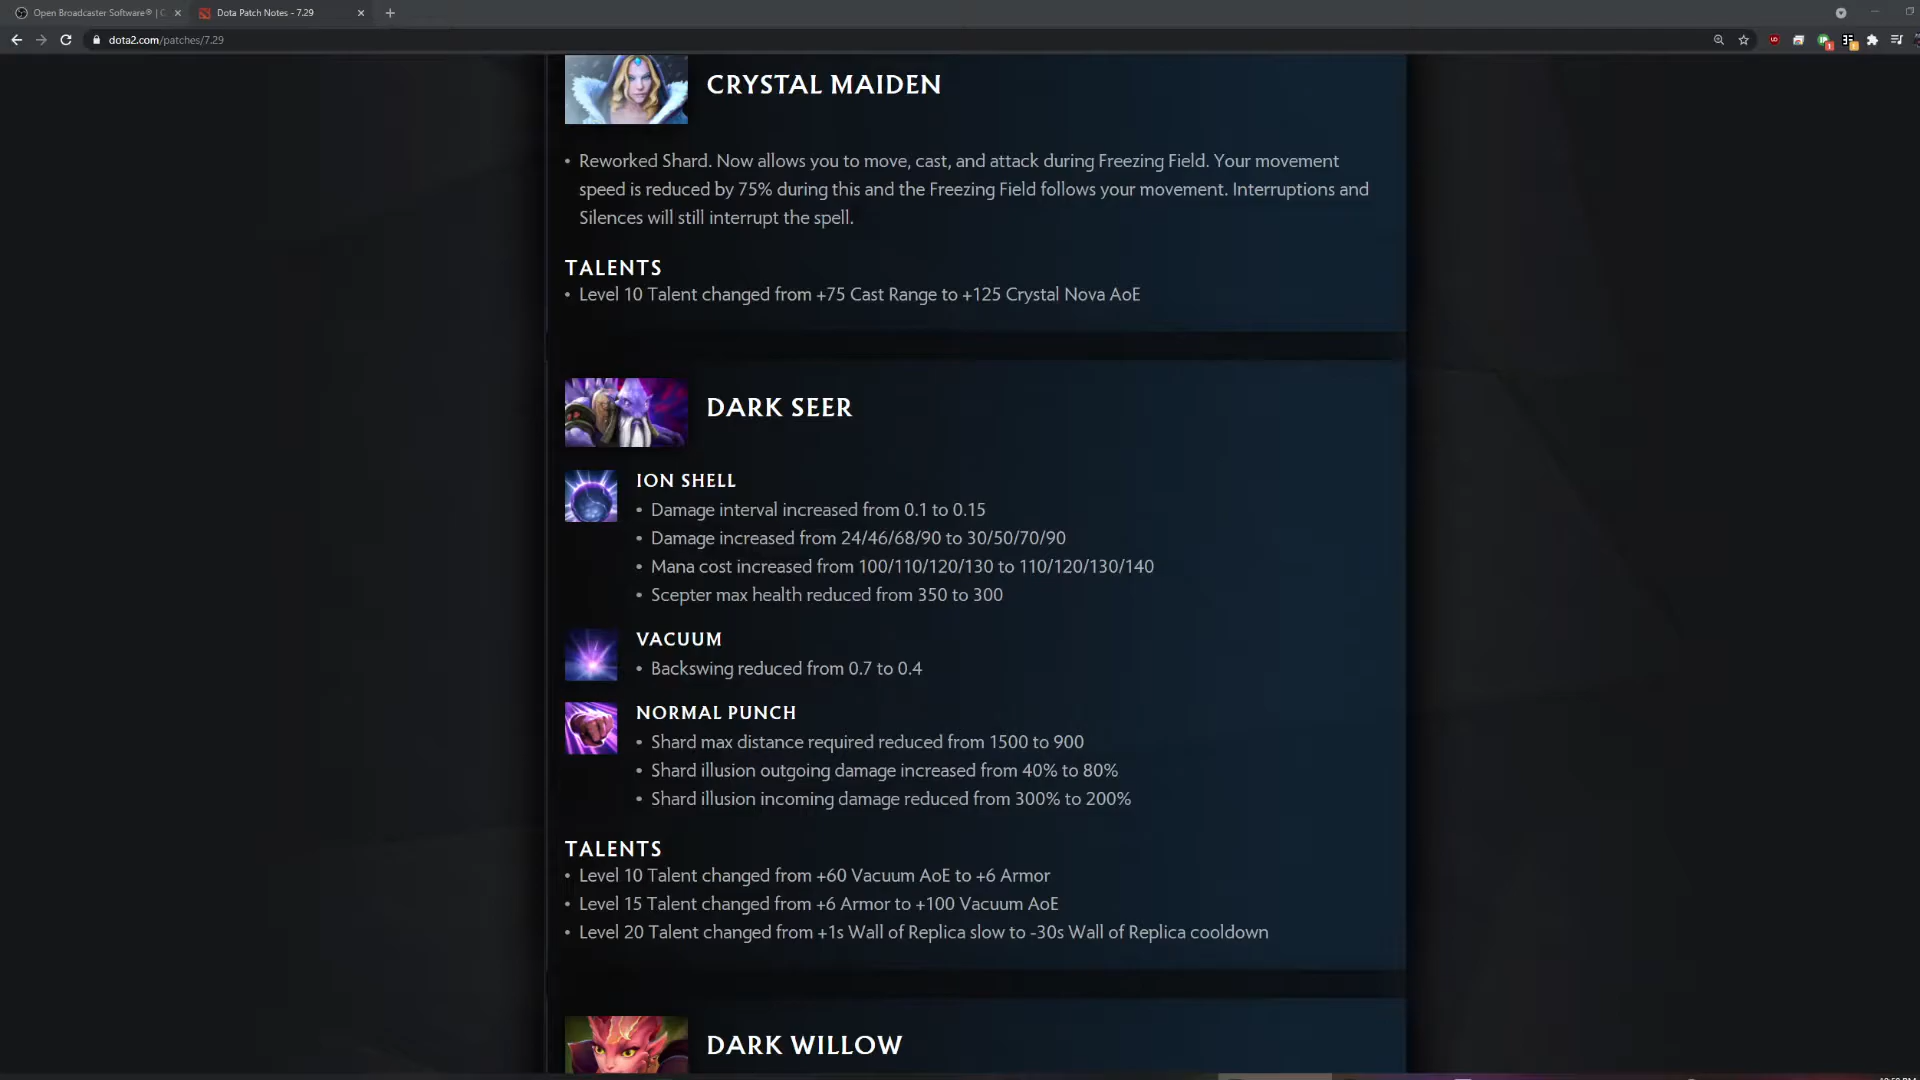 Open Broadcaster Software® | C
Dota Patch Notes - 7.29
dota2.com/patches/7.29
CRYSTAL MAIDEN
• Reworked Shard. Now allows you to move, cast, and attack during Freezing Field. Your movement
speed is reduced by 75% during this and the Freezing Field follows your movement. Interruptions and
Silences will still interrupt the spell.
TALENTS
• Level 10 Talent changed from +75 Cast Range to +125 Crystal Nova AoE
DARK SEER
ION SHELL
• Damage interval increased from 0.1 to 0.15
• Damage increased from 24/46/68/90 to 30/50/70/90
• Mana cost increased from 100/110/120/130 to 110/120/130/140
• Scepter max health reduced from 350 to 300
VACUUM
• Backswing reduced from 0.7 to 0.4
NORMAL PUNCH
• Shard max distance required reduced from 1500 to 900
• Shard illusion outgoing damage increased from 40% to 80%
• Shard illusion incoming damage reduced from 300% to 200%
TALENTS
• Level 10 Talent changed from +60 Vacuum AoE to +6 Armor
• Level 15 Talent changed from +6 Armor to +100 Vacuum AoE
• Level 20 Talent changed from +1s Wall of Replica slow to -30s Wall of Replica cooldown
DARK WILLOW